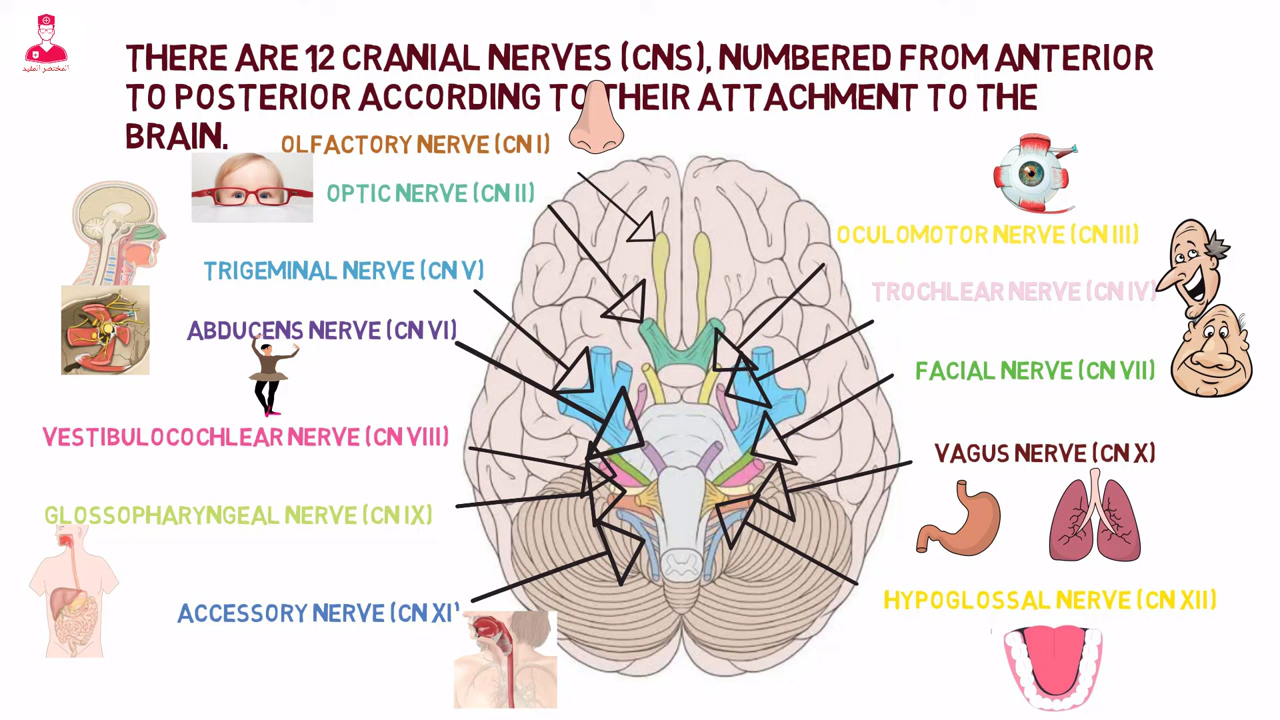 المختصر المفيد
THERE ARE 12 CRANIAL NERVES (CNS), NUMBERED FROM ANTERIOR
TO POSTERIOR ACCORDING TO THEIR ATTACHMENT TO THE
BRAIN.
OLFACTORY NERVE (CN I)
OPTIC NERVE (CN II)
OCULOMOTOR NERVE (CN III)
TRIGEMINAL NERVE (CN V)
TROCHLEAR NERVE (CN IV)
ABDUCENS NERVE (CN VI)
FACIAL NERVE (CN VII)
VESTIBULOCOCHLEAR NERVE (CN VIII)
VAGUS NERVE (CN X)
GLOSSOPHARYNGEAL NERVE (CN IX)
HYPOGLOSSAL NERVE (CN XII)
ACCESSORY NERVE (CN XI)